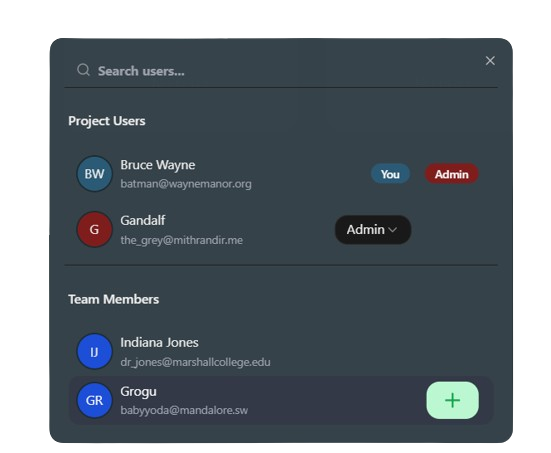 Search users...
Project Users
BW
Bruce Wayne
batman@waynemanor.org
You
Admin
G
Gandalf
the_grey@mithrandir.me
Admin
Team Members
IJ
Indiana Jones
dr_jones@marshallcollege.edu
GR
Grogu
babyyoda@mandalore.sw